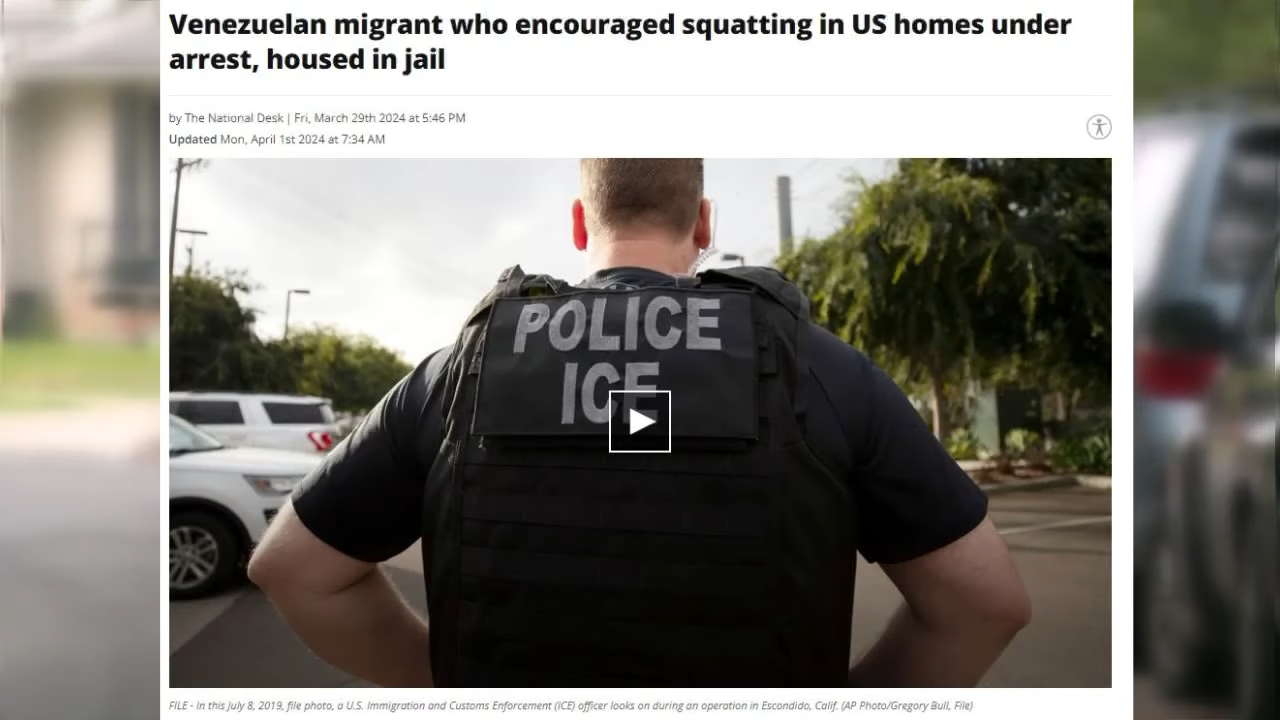 Venezuelan migrant who encouraged squatting in US homes under
arrest, housed in jail
by The National Desk | Fri, March 29th 2024 at 5:46 PM
Updated Mon, April 1st 2024 at 7:34 AM
POLICE
ICE
FILE - In this July 8, 2019, file photo, a U.S. Immigration and Customs Enforcement (ICE) officer looks on during an operation in Escondido, Calif. (AP Photo/Gregory Bull, File)